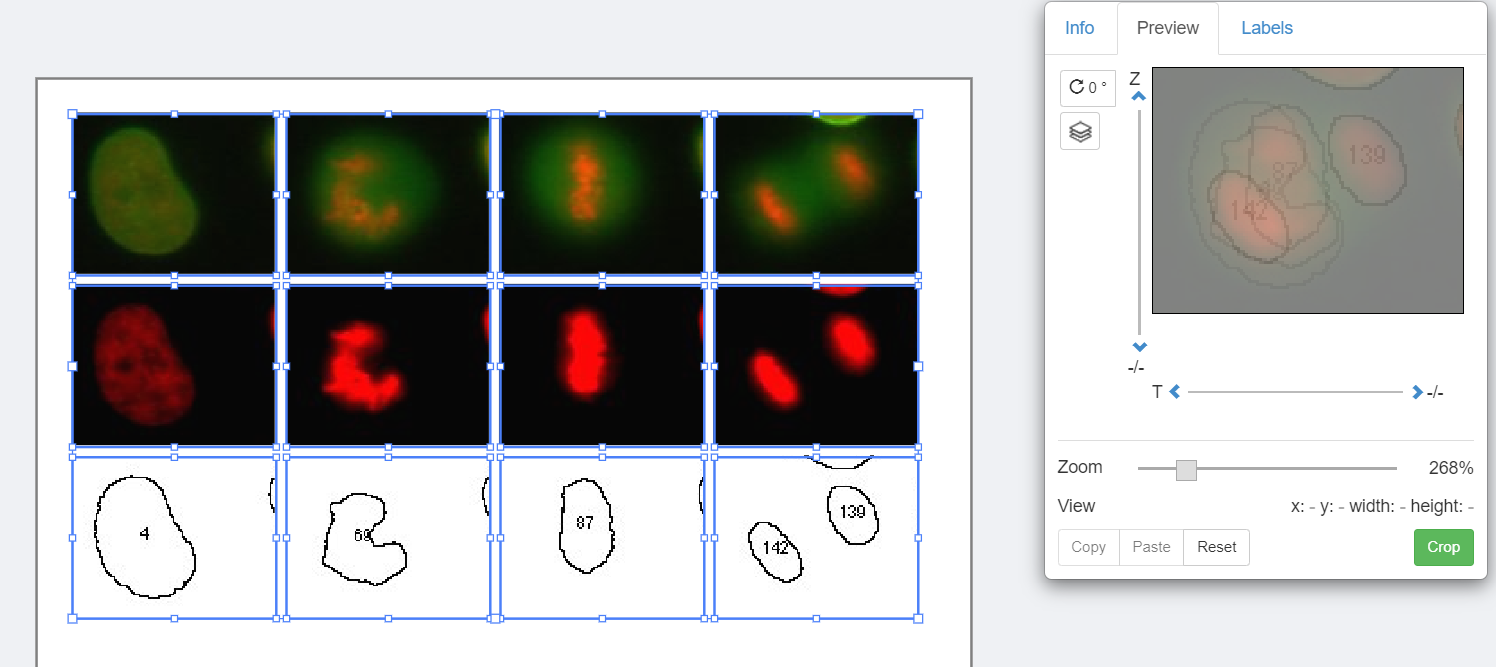 Info Preview Labels
0 °
Z
-/-
T -/-
Zoom 268%
View x: - y: - width: - height: -
Copy Paste Reset Crop
4
87
139
142
87
139
142